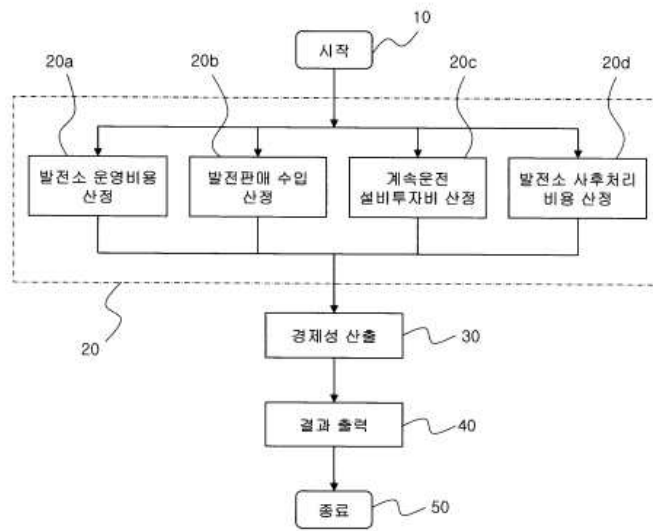 10
시작
20a
20b
20c
20d
발전소 운영비용
산정
발전판매 수입
산정
계속운전
설비투자비 산정
발전소 사후처리
비용 산정
20
경제성 산출
30
결과 출력
40
종료
50